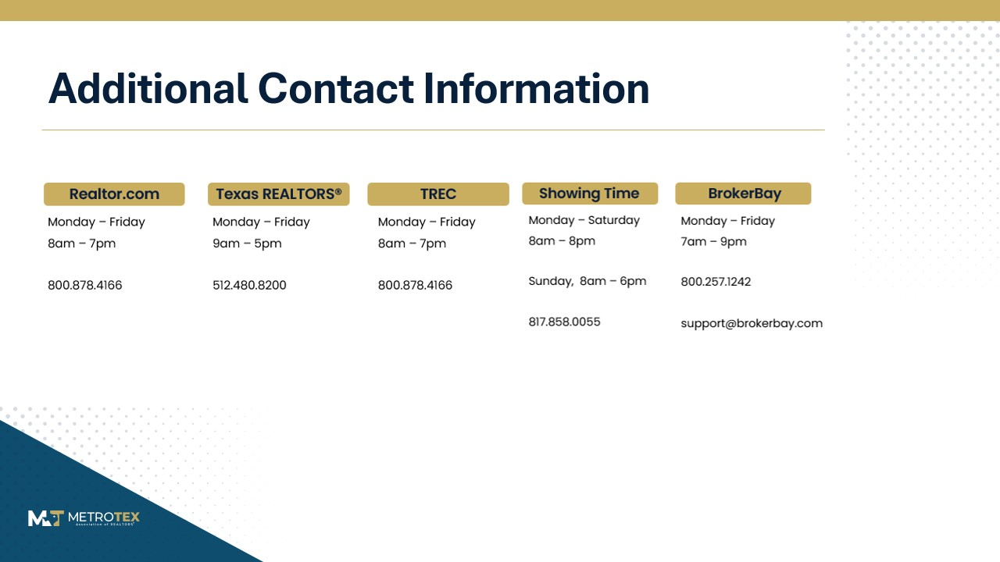 Additional Contact Information
Realtor.com
Monday – Friday
8am – 7pm
800.878.4166
Texas REALTORS®
Monday – Friday
9am – 5pm
512.480.8200
TREC
Monday – Friday
8am – 7pm
800.878.4166
Showing Time
Monday – Saturday
8am – 8pm
Sunday,  8am – 6pm
817.858.0055
BrokerBay
Monday – Friday
7am – 9pm
800.257.1242
support@brokerbay.com
MT METROTEX
Association of REALTORS®